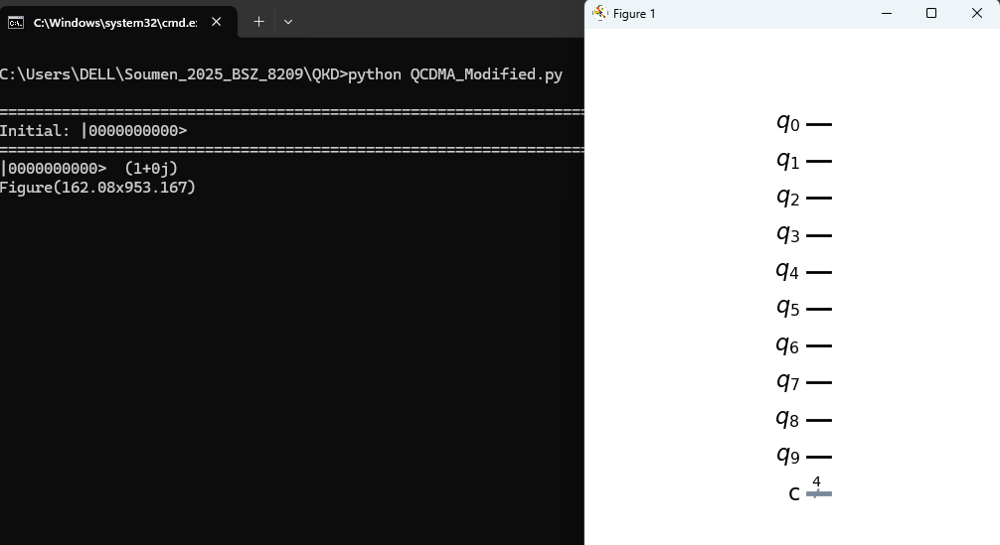 C:\Windows\system32\cmd.e:
Figure 1
C:\Users\DELL\Soumen_2025_BSZ_8209\QKD>python QCDMA_Modified.py
==================================================================
Initial: |0000000000>
==================================================================
|0000000000>  (1+0j)
Figure(162.08x953.167)
q0
q1
q2
q3
q4
q5
q6
q7
q8
q9
4
c